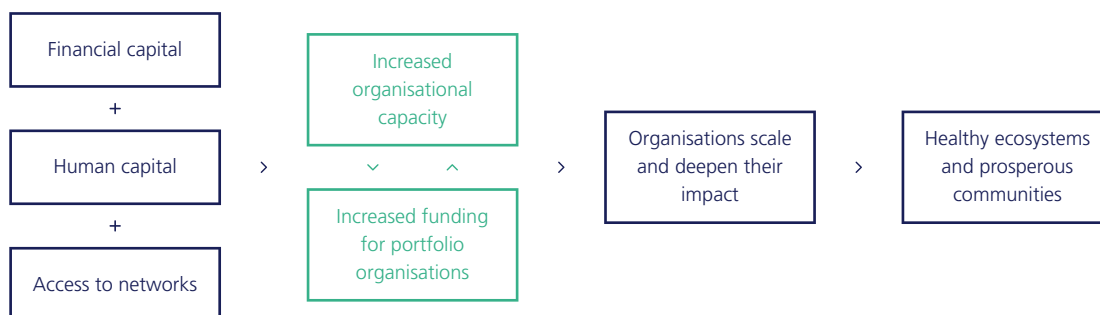 Financial capital
+
Human capital
+
Access to networks
>
Increased
organisational
capacity
Increased funding
for portfolio
organisations
>
Organisations scale
and deepen their
impact
>
Healthy ecosystems
and prosperous
communities